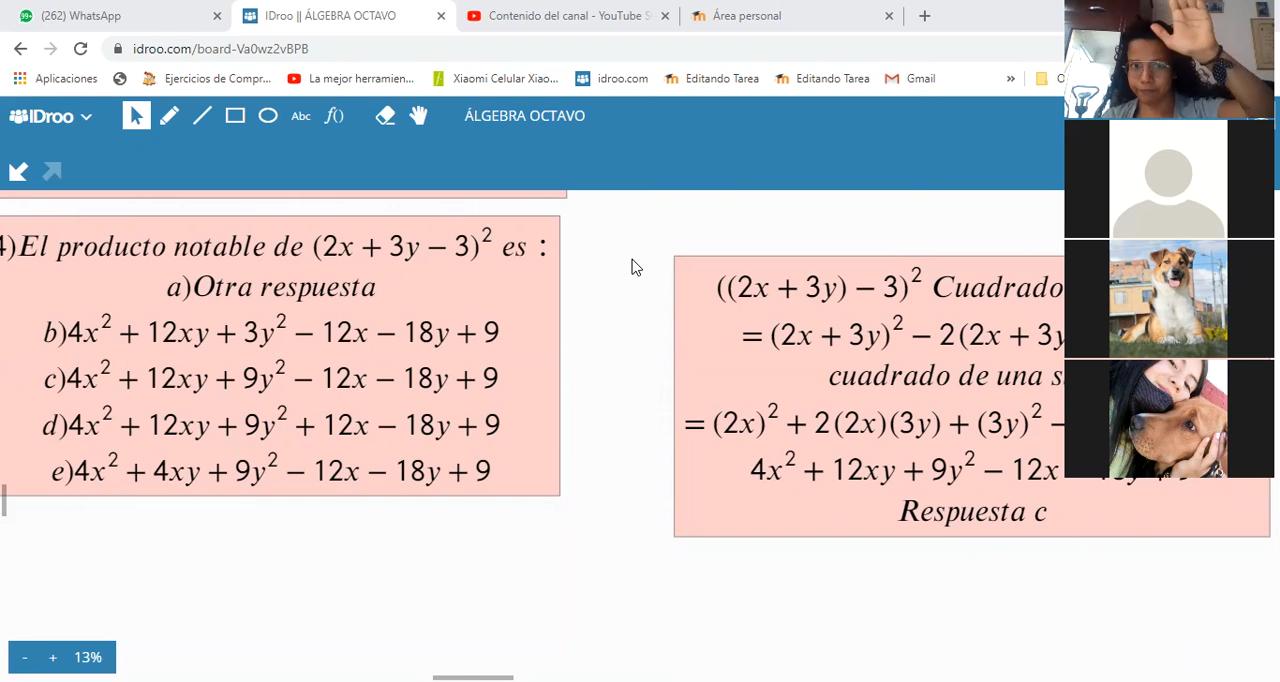 (262) WhatsApp
IDroo || ÁLGEBRA OCTAVO
Contenido del canal - YouTube S
Área personal
idroo.com/board-Va0wz2vBPB
Aplicaciones
Ejercicios de Compr...
La mejor herramien...
Xiaomi Celular Xiao...
idroo.com
Editando Tarea
Editando Tarea
Gmail
»
IDroo
Abc
f()
ÁLGEBRA OCTAVO
4)El producto notable de (2x + 3y − 3)² es :
a)Otra respuesta
b)4x² + 12xy + 3y² − 12x − 18y + 9
c)4x² + 12xy + 9y² − 12x − 18y + 9
d)4x² + 12xy + 9y² + 12x − 18y + 9
e)4x² + 4xy + 9y² − 12x − 18y + 9
((2x + 3y) − 3)² Cuadrado
= (2x + 3y)² − 2(2x + 3y
cuadrado de una s
= (2x)² + 2(2x)(3y) + (3y)² −
4x² + 12xy + 9y² − 12x
Respuesta c
- + 13%